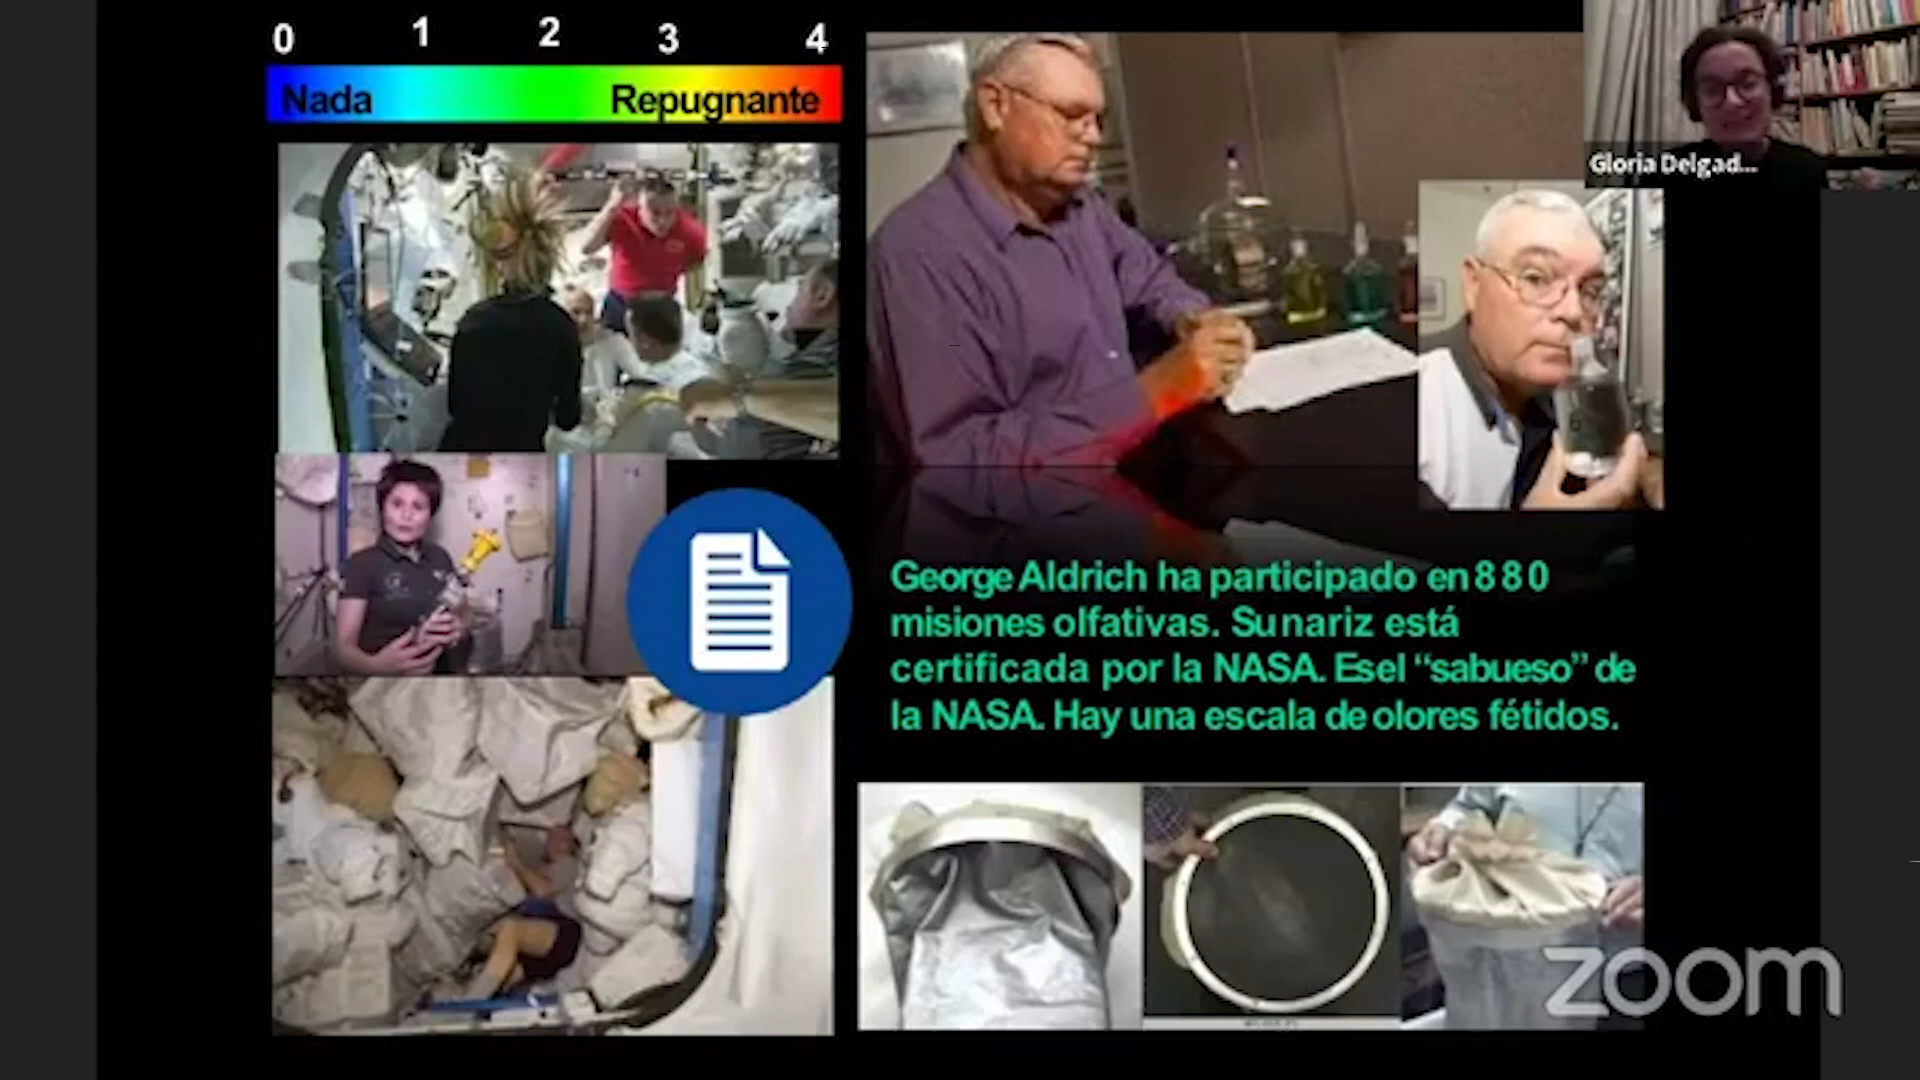 0 1 2 3 4
Nada Repugnante
Gloria Delgad...
George Aldrich ha participado en 880
misiones olfativas. Su nariz está
certificada por la NASA. Es el “sabueso” de
la NASA. Hay una escala de olores fétidos.
zoom